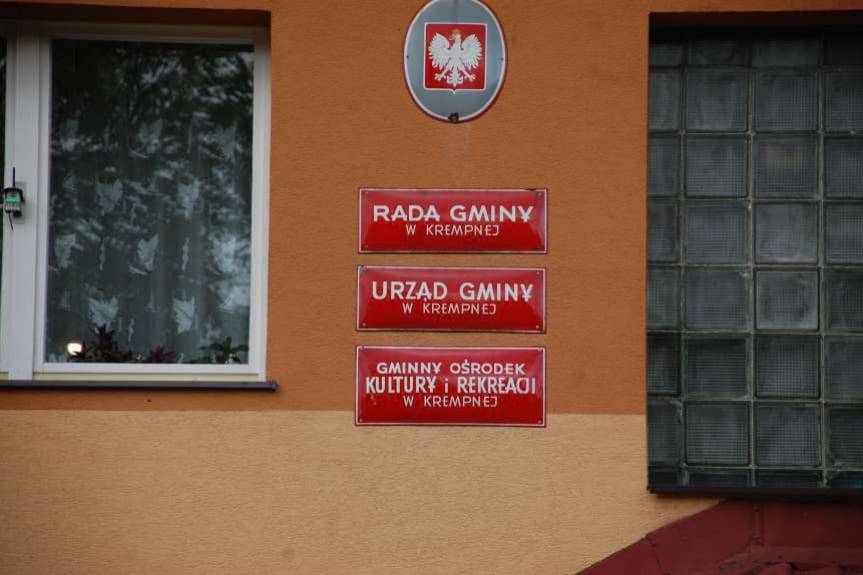 RADA GMINY
W KREMPNEJ
URZĄD GMINY
W KREMPNEJ
GMINNY OŚRODEK
KULTURY i REKREACJI
W KREMPNEJ